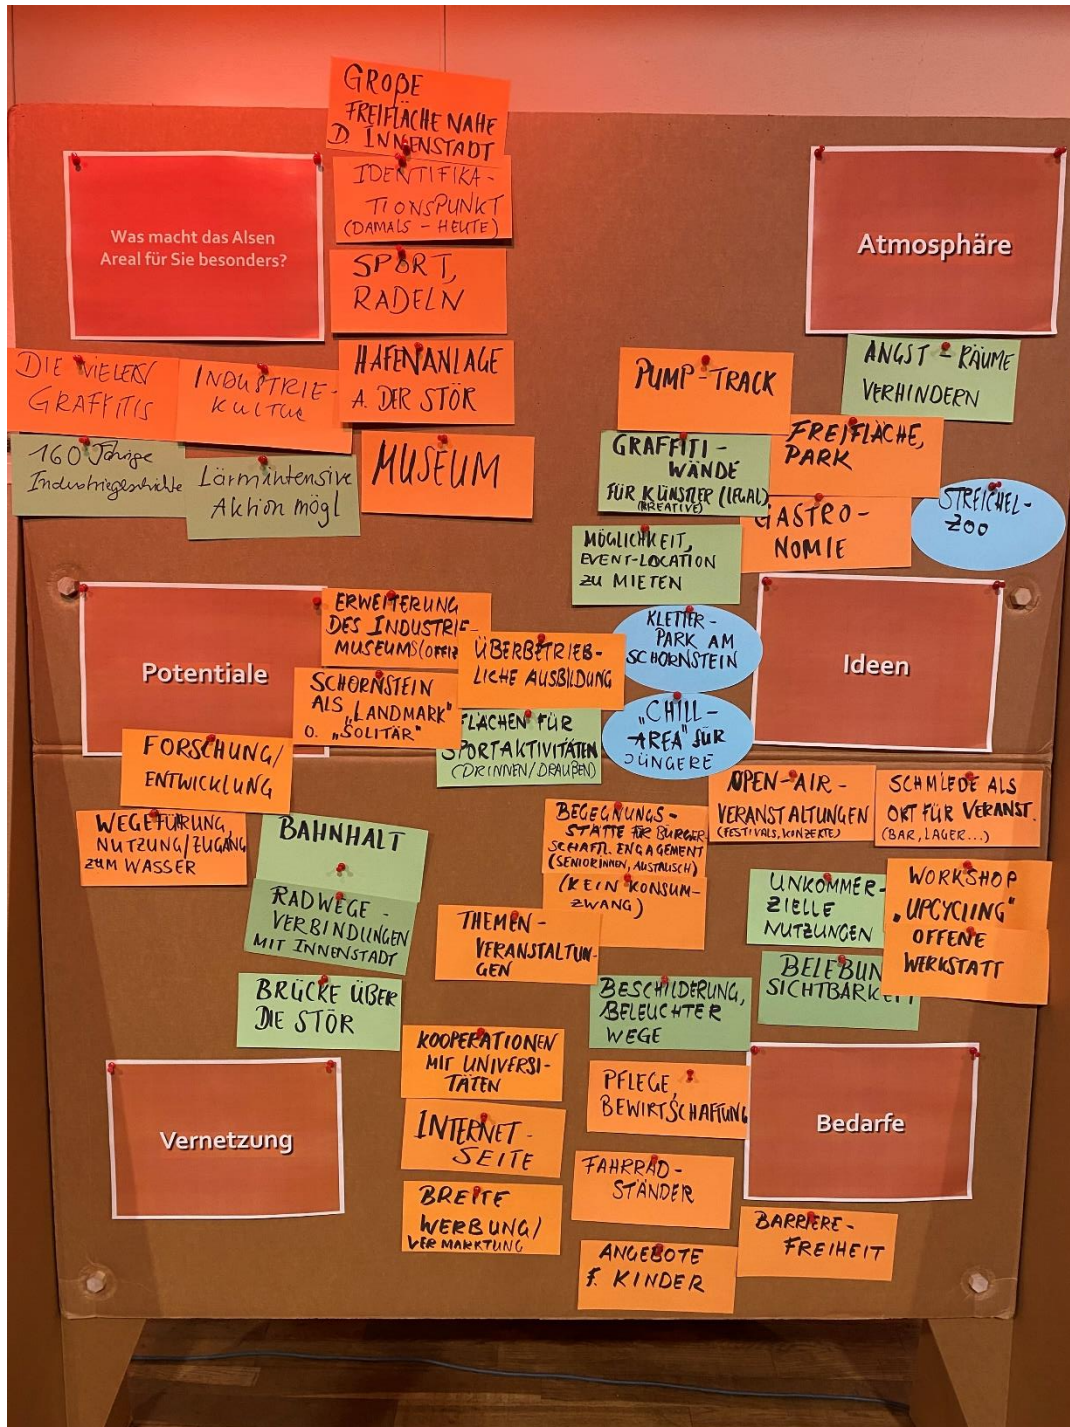 GROßE
FREIFLÄCHE NAHE
D. INNENSTADT
IDENTIFIKA-
TIONSPUNKT
(DAMALS - HEUTE)
Was macht das Alsen
Areal für Sie besonders?
SPORT,
RADELN
DIE VIELEN
GRAFFITIS
INDUSTRIE-
KULTUR
HAFENANLAGE
A. DER STÖR
160 Jährige
Industriegeschichte
Lärmintensive
Aktion mögl
MUSEUM
Atmosphäre
ANGST - RÄUME
VERHINDERN
PUMP-TRACK
GRAFFITI-
WÄNDE
FÜR KÜNSTLER (LEGAL)
(KREATIVE)
FREIFLÄCHE,
PARK
GASTRO-
NOMIE
STREICHEL-
ZOO
MÖGLICHKEIT,
EVENT-LOCATION
ZU MIETEN
KLETTER-
PARK AM
SCHORNSTEIN
Ideen
„CHILL-
AREA" FÜR
JÜNGERE
Potentiale
ERWEITERUNG
DES INDUSTRIE-
MUSEUMS
ÜBERBETRIEB-
LICHE AUSBILDUNG
SCHORNSTEIN
ALS „LANDMARK"
O. „SOLITÄR"
FLÄCHEN FÜR
SPORTAKTIVITÄTEN
(DRINNEN/DRAUßEN)
FORSCHUNG/
ENTWICKLUNG
WEGEFÜHRUNG,
NUTZUNG/ZUGANG
ZUM WASSER
BAHNHALT
RADWEGE-
VERBINDUNGEN
MIT INNENSTADT
BRÜCKE ÜBER
DIE STÖR
BEGEGNUNGS-
STÄTTE FÜR BÜRGER-
SCHAFTL. ENGAGEMENT
(SENIORINNEN, AUSTAUSCH)
(KEIN KONSUM-
ZWANG)
OPEN-AIR-
VERANSTALTUNGEN
(FESTIVALS, KONZERTE)
SCHMIEDE ALS
ORT FÜR VERANST.
(BAR, LAGER...)
THEMEN-
VERANSTALTUN-
GEN
UNKOMMER-
ZIELLE
NUTZUNGEN
WORKSHOP
„UPCYCLING"
OFFENE
WERKSTATT
BELEBUN
SICHTBARKEIT
BESCHILDERUNG,
BELEUCHTER
WEGE
Vernetzung
KOOPERATIONEN
MIT UNIVERSI-
TÄTEN
INTERNET-
SEITE
BREITE
WERBUNG/
VERMARKTUNG
PFLEGE,
BEWIRTSCHAFTUNG
Bedarfe
FAHRRAD-
STÄNDER
BARRIERE-
FREIHEIT
ANGEBOTE
F. KINDER